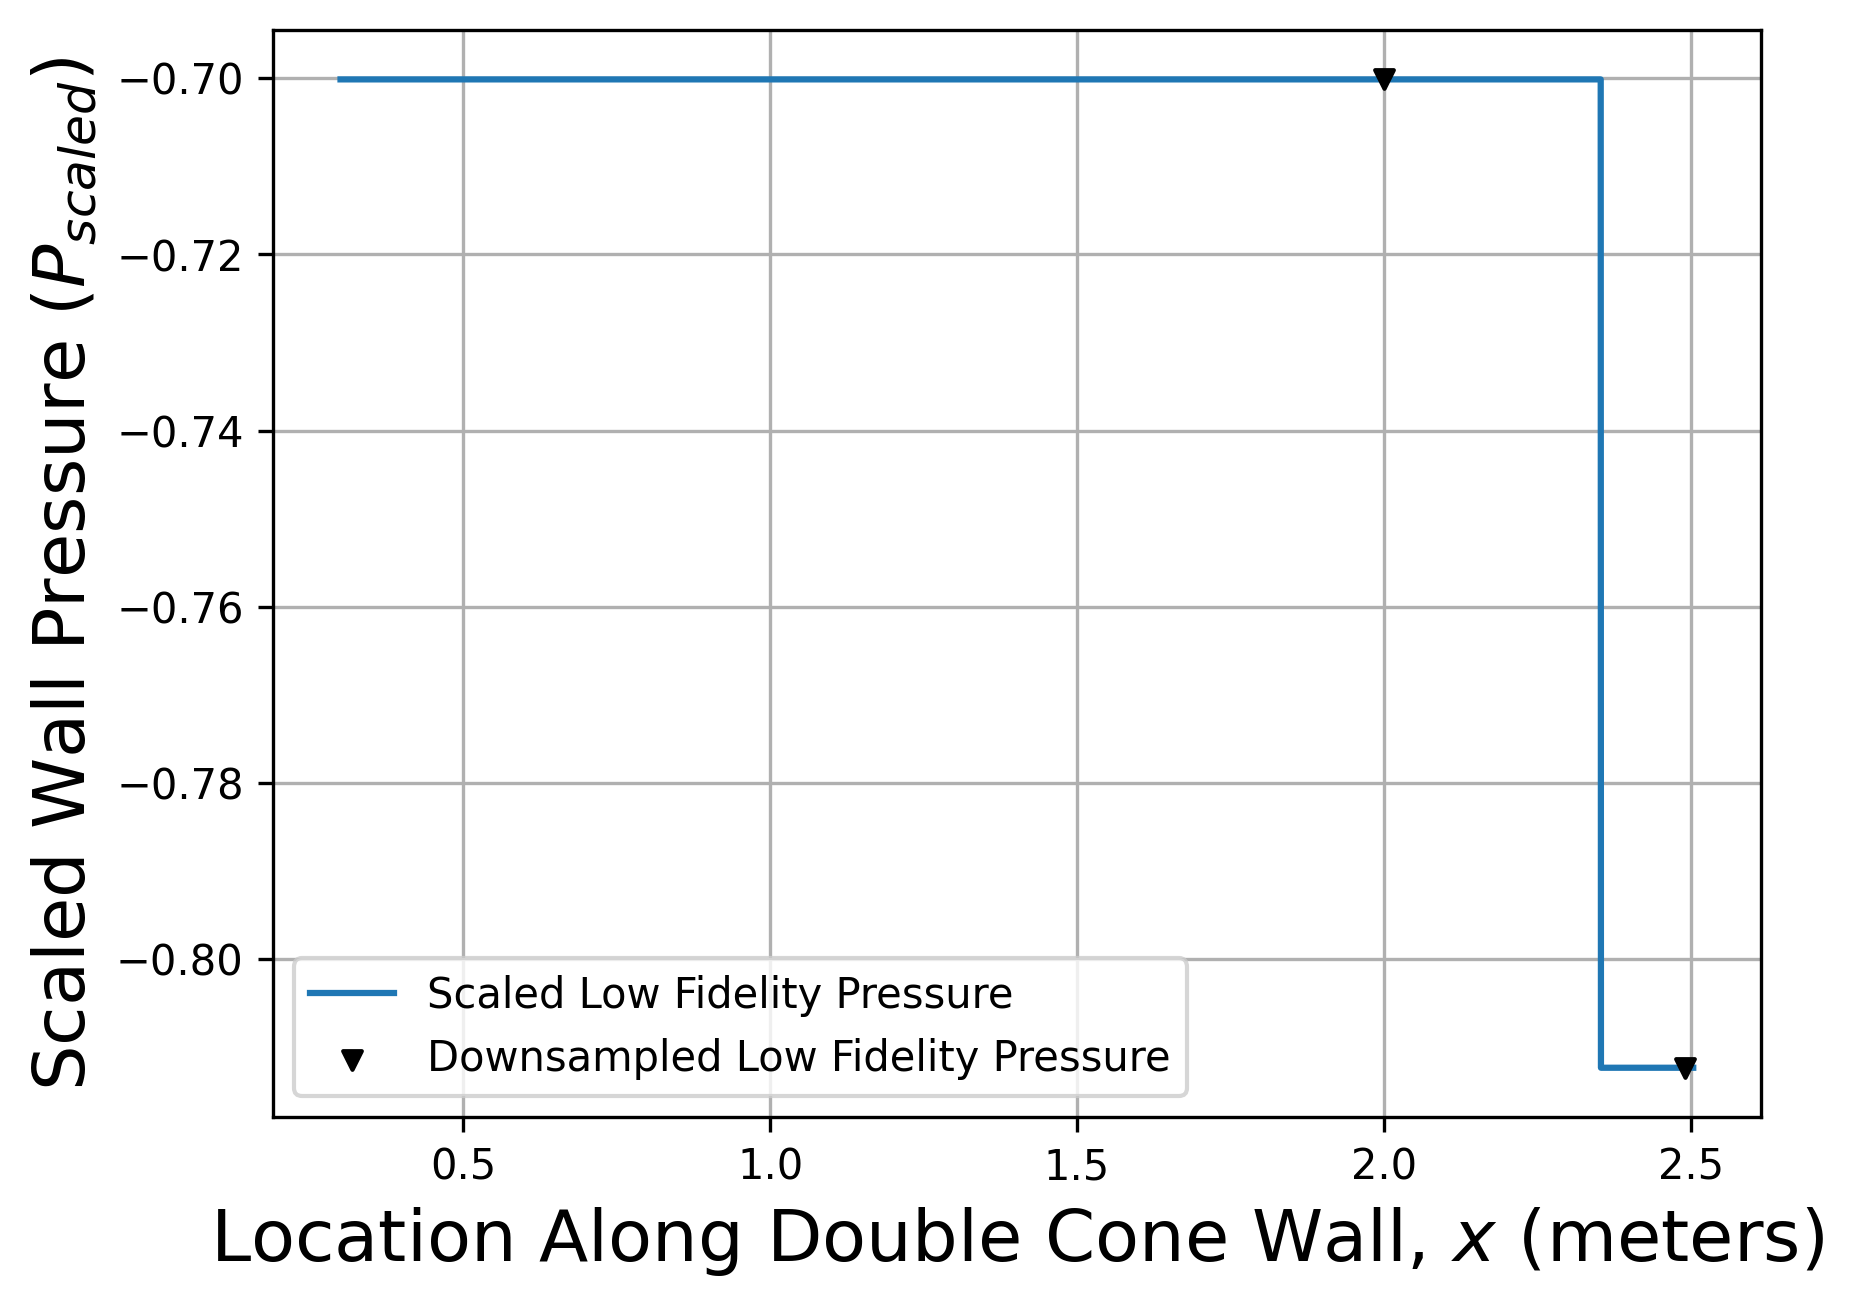 Scaled Wall Pressure (P_scaled)
−0.70
−0.72
−0.74
−0.76
−0.78
−0.80
Scaled Low Fidelity Pressure
Downsampled Low Fidelity Pressure
0.5 1.0 1.5 2.0 2.5
Location Along Double Cone Wall, x (meters)